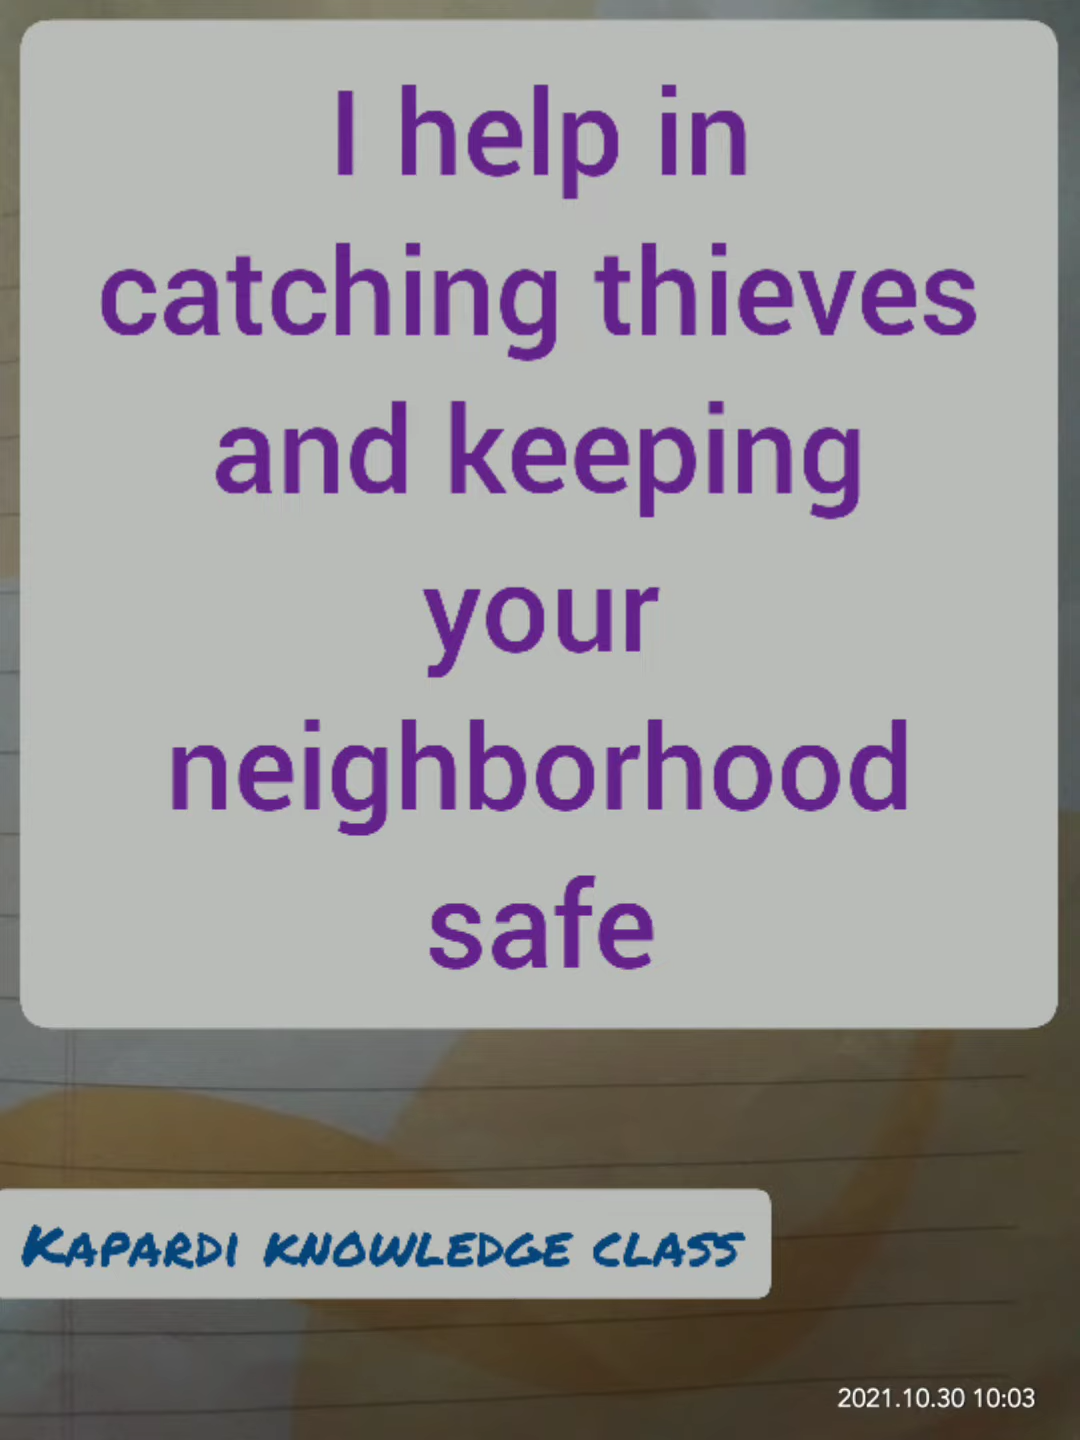 I help in
catching thieves
and keeping
your
neighborhood
safe
KAPARDI KNOWLEDGE CLASS
2021.10.30 10:03